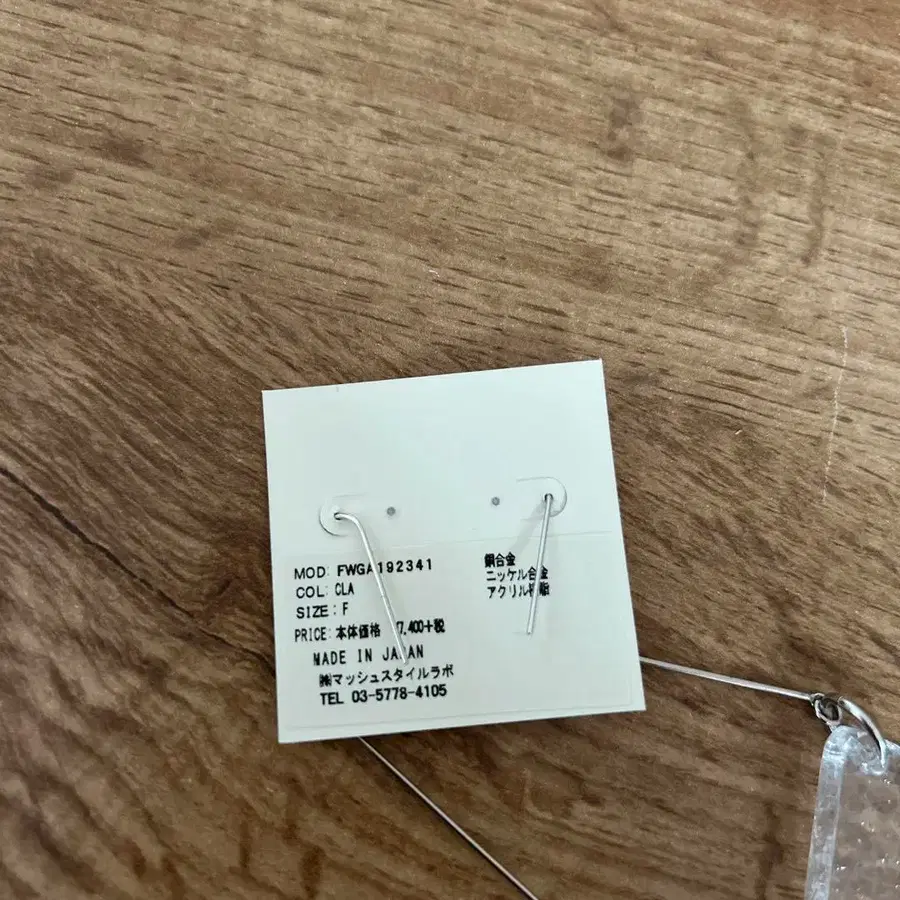 MOD: FWGA192341
COL: CLA
SIZE: F
PRICE: 本体価格 7,400+税
MADE IN JAPAN
㈱マッシュスタイルラボ
TEL 03-5778-4105
銅合金
ニッケル合金
アクリル樹脂